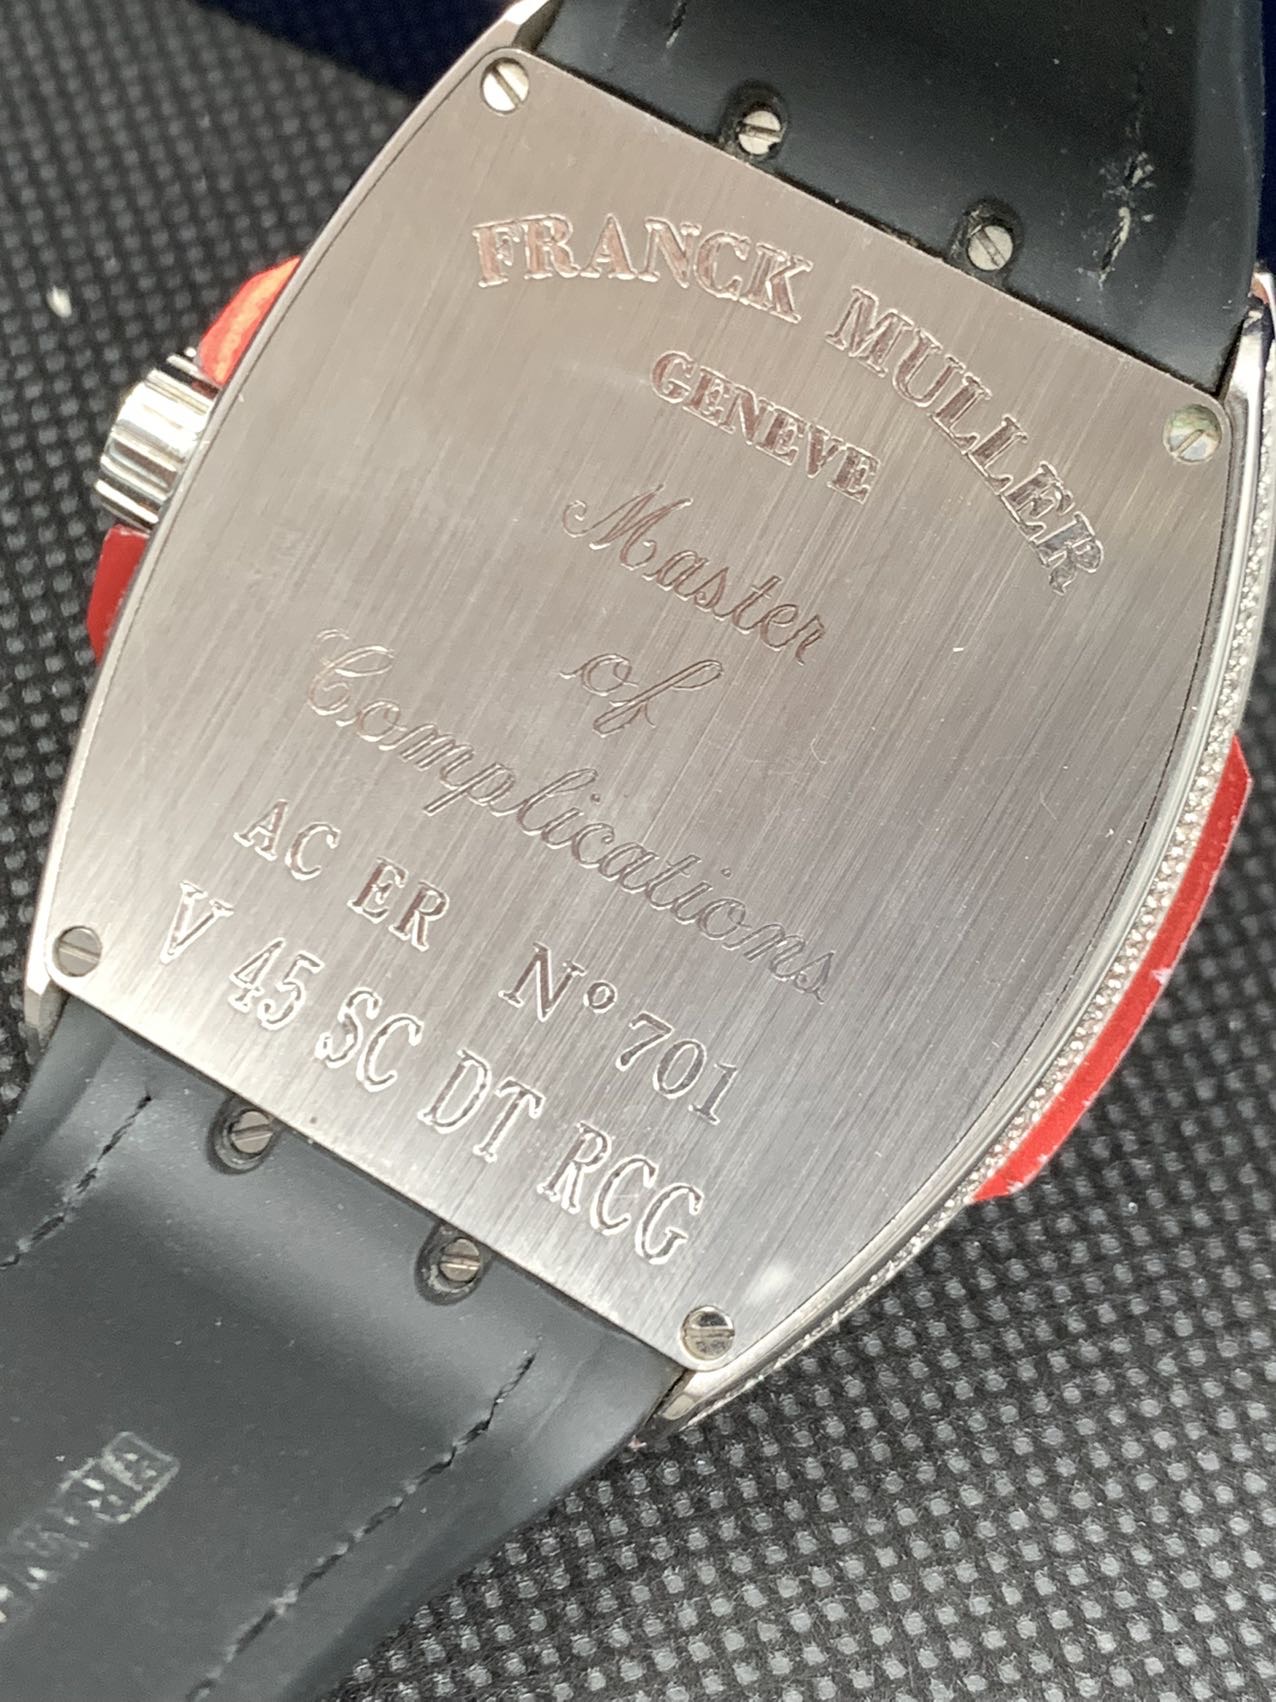 FRANCK MULLER
GENEVE
Master
of
Complications
AC ER N° 701
V 45 SC DT RCG